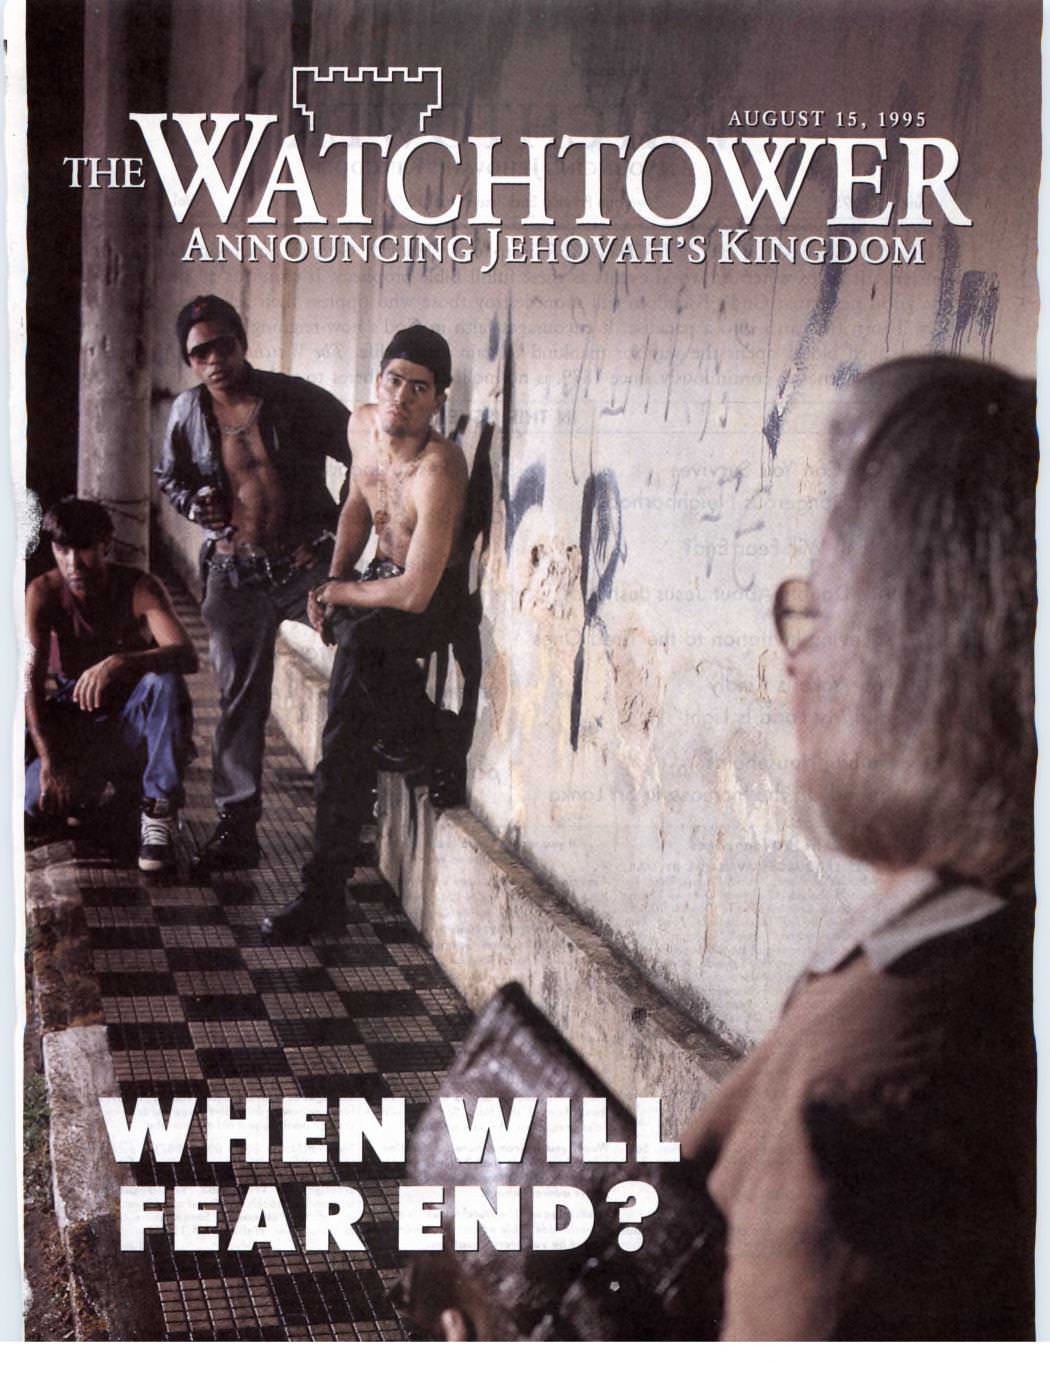 AUGUST 15, 1995
THE WATCHTOWER
ANNOUNCING JEHOVAH'S KINGDOM
WHEN WILL
FEAR END?